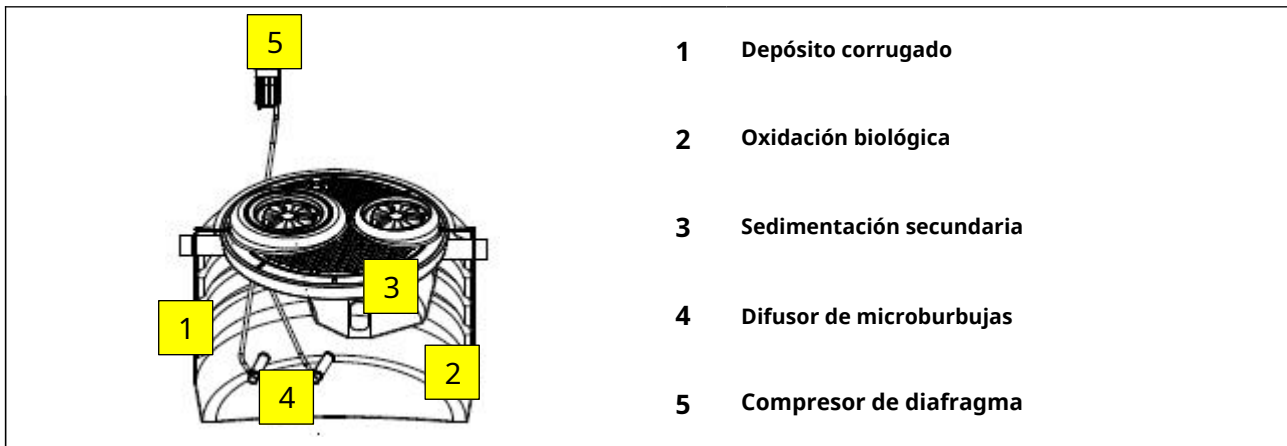 5
1
3
2
4
1 Depósito corrugado
2 Oxidación biológica
3 Sedimentación secundaria
4 Difusor de microburbujas
5 Compresor de diafragma